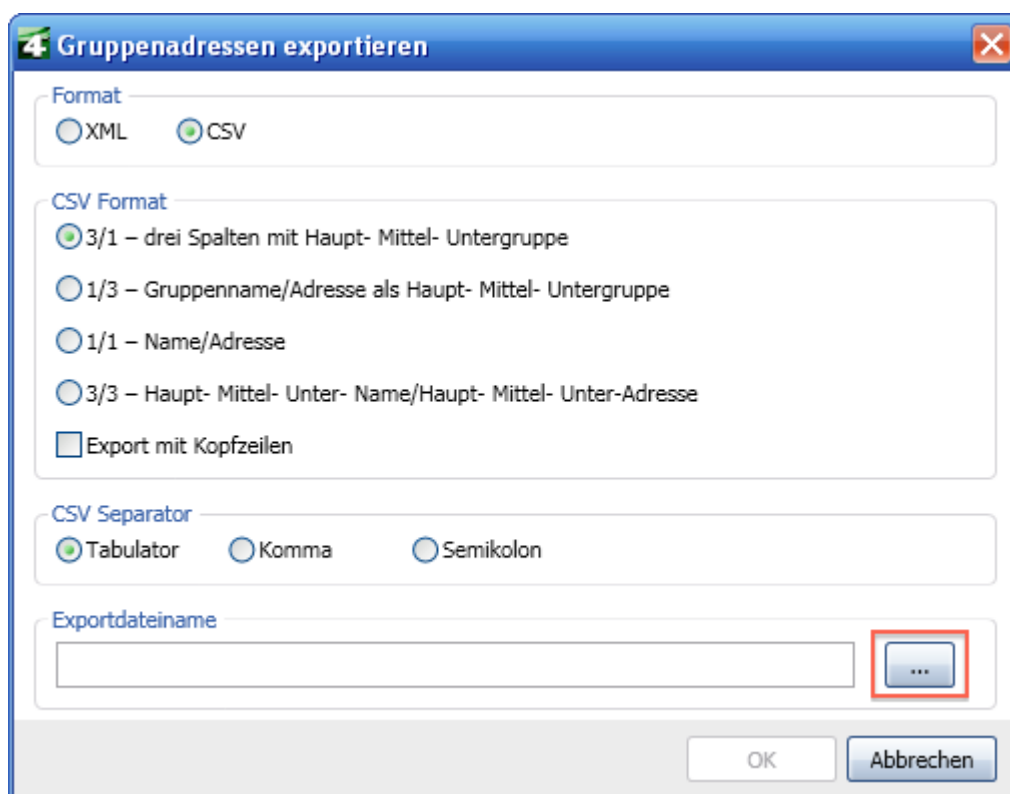 4 Gruppenadressen exportieren
Format
XML CSV
CSV Format
3/1 – drei Spalten mit Haupt- Mittel- Untergruppe
1/3 – Gruppenname/Adresse als Haupt- Mittel- Untergruppe
1/1 – Name/Adresse
3/3 – Haupt- Mittel- Unter- Name/Haupt- Mittel- Unter-Adresse
Export mit Kopfzeilen
CSV Separator
Tabulator Komma Semikolon
Exportdateiname
...
OK Abbrechen